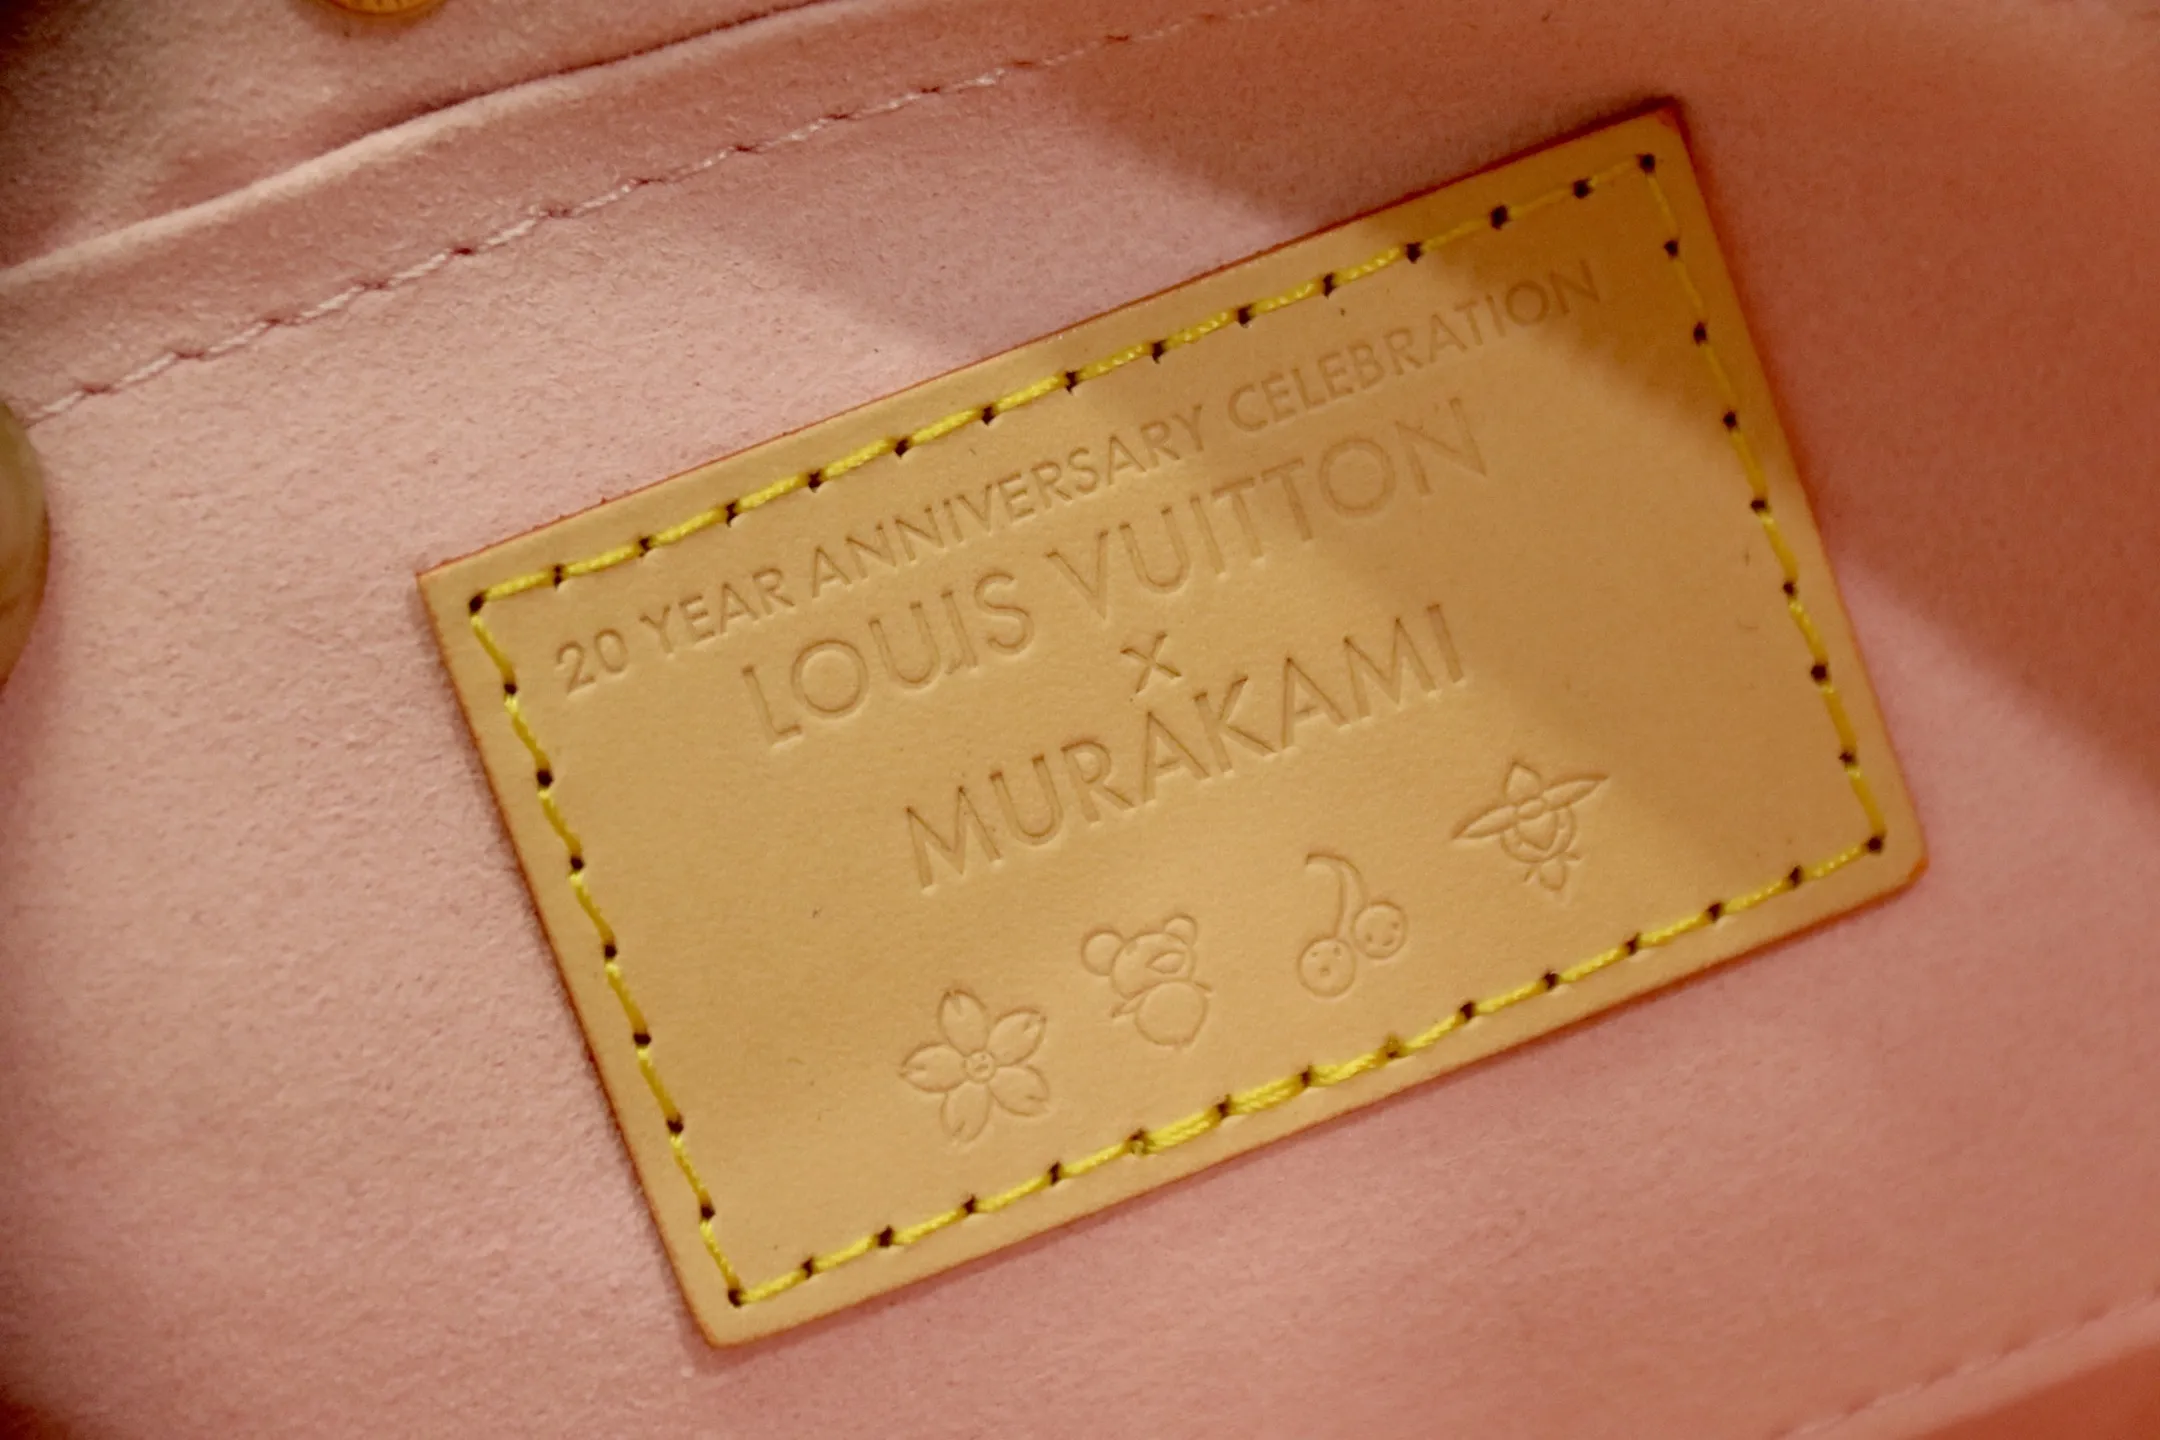 20 YEAR ANNIVERSARY CELEBRATION
LOUIS VUITTON
X
MURAKAMI